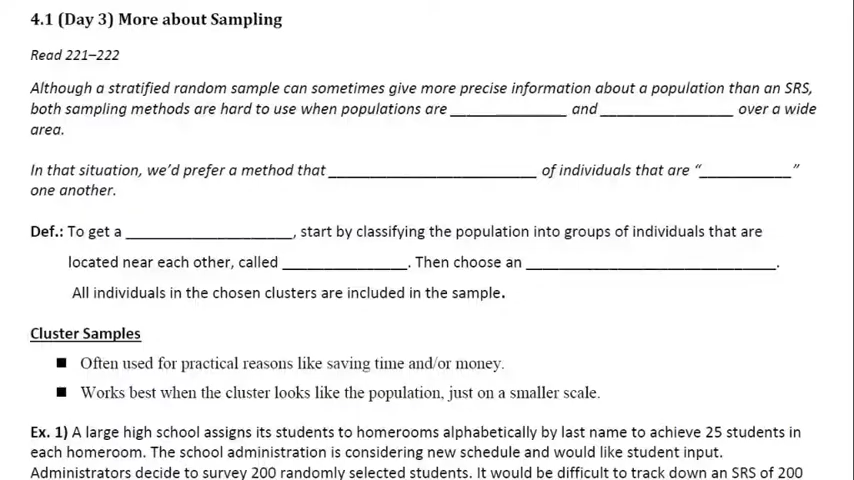 4.1 (Day 3) More about Sampling
Read 221–222
Although a stratified random sample can sometimes give more precise information about a population than an SRS,
both sampling methods are hard to use when populations are ______________ and ________________ over a wide
area.
In that situation, we’d prefer a method that _________________________ of individuals that are “___________”
one another.
Def.: To get a ____________________, start by classifying the population into groups of individuals that are
located near each other, called _______________. Then choose an ______________________________.
All individuals in the chosen clusters are included in the sample.
Cluster Samples
■ Often used for practical reasons like saving time and/or money.
■ Works best when the cluster looks like the population, just on a smaller scale.
Ex. 1) A large high school assigns its students to homerooms alphabetically by last name to achieve 25 students in
each homeroom. The school administration is considering new schedule and would like student input.
Administrators decide to survey 200 randomly selected students. It would be difficult to track down an SRS of 200